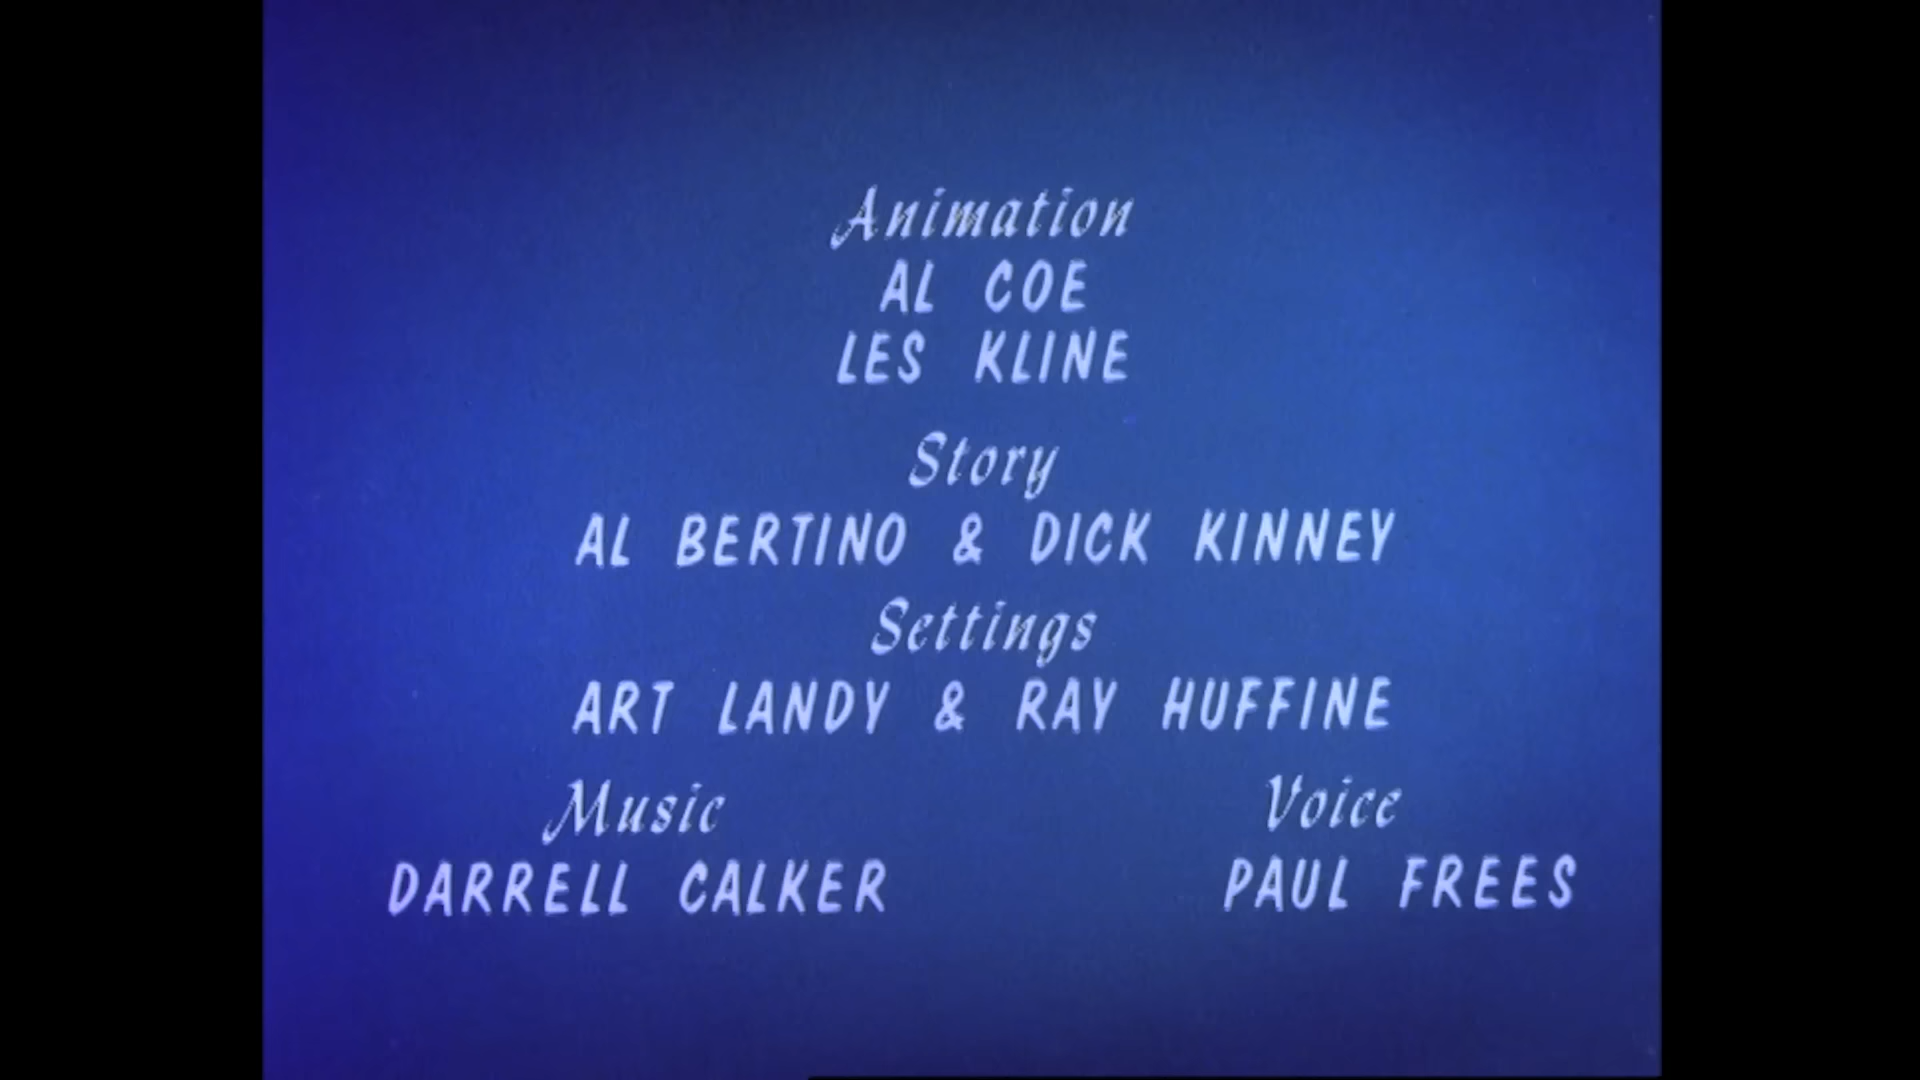 Animation
AL COE
LES KLINE
Story
AL BERTINO & DICK KINNEY
Settings
ART LANDY & RAY HUFFINE
Music
DARRELL CALKER
Voice
PAUL FREES